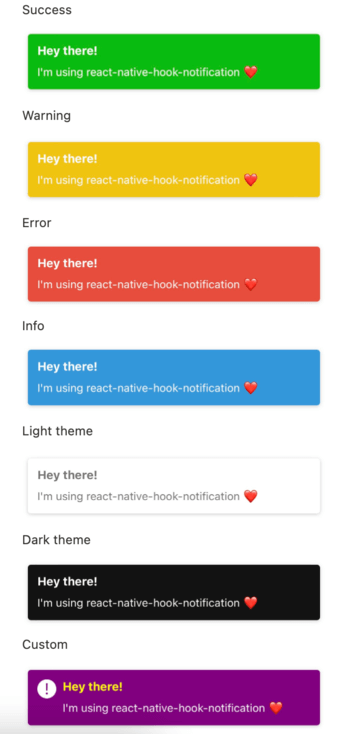 Success
Hey there!
I'm using react-native-hook-notification ❤️
Warning
Hey there!
I'm using react-native-hook-notification ❤️
Error
Hey there!
I'm using react-native-hook-notification ❤️
Info
Hey there!
I'm using react-native-hook-notification ❤️
Light theme
Hey there!
I'm using react-native-hook-notification ❤️
Dark theme
Hey there!
I'm using react-native-hook-notification ❤️
Custom
Hey there!
I'm using react-native-hook-notification ❤️